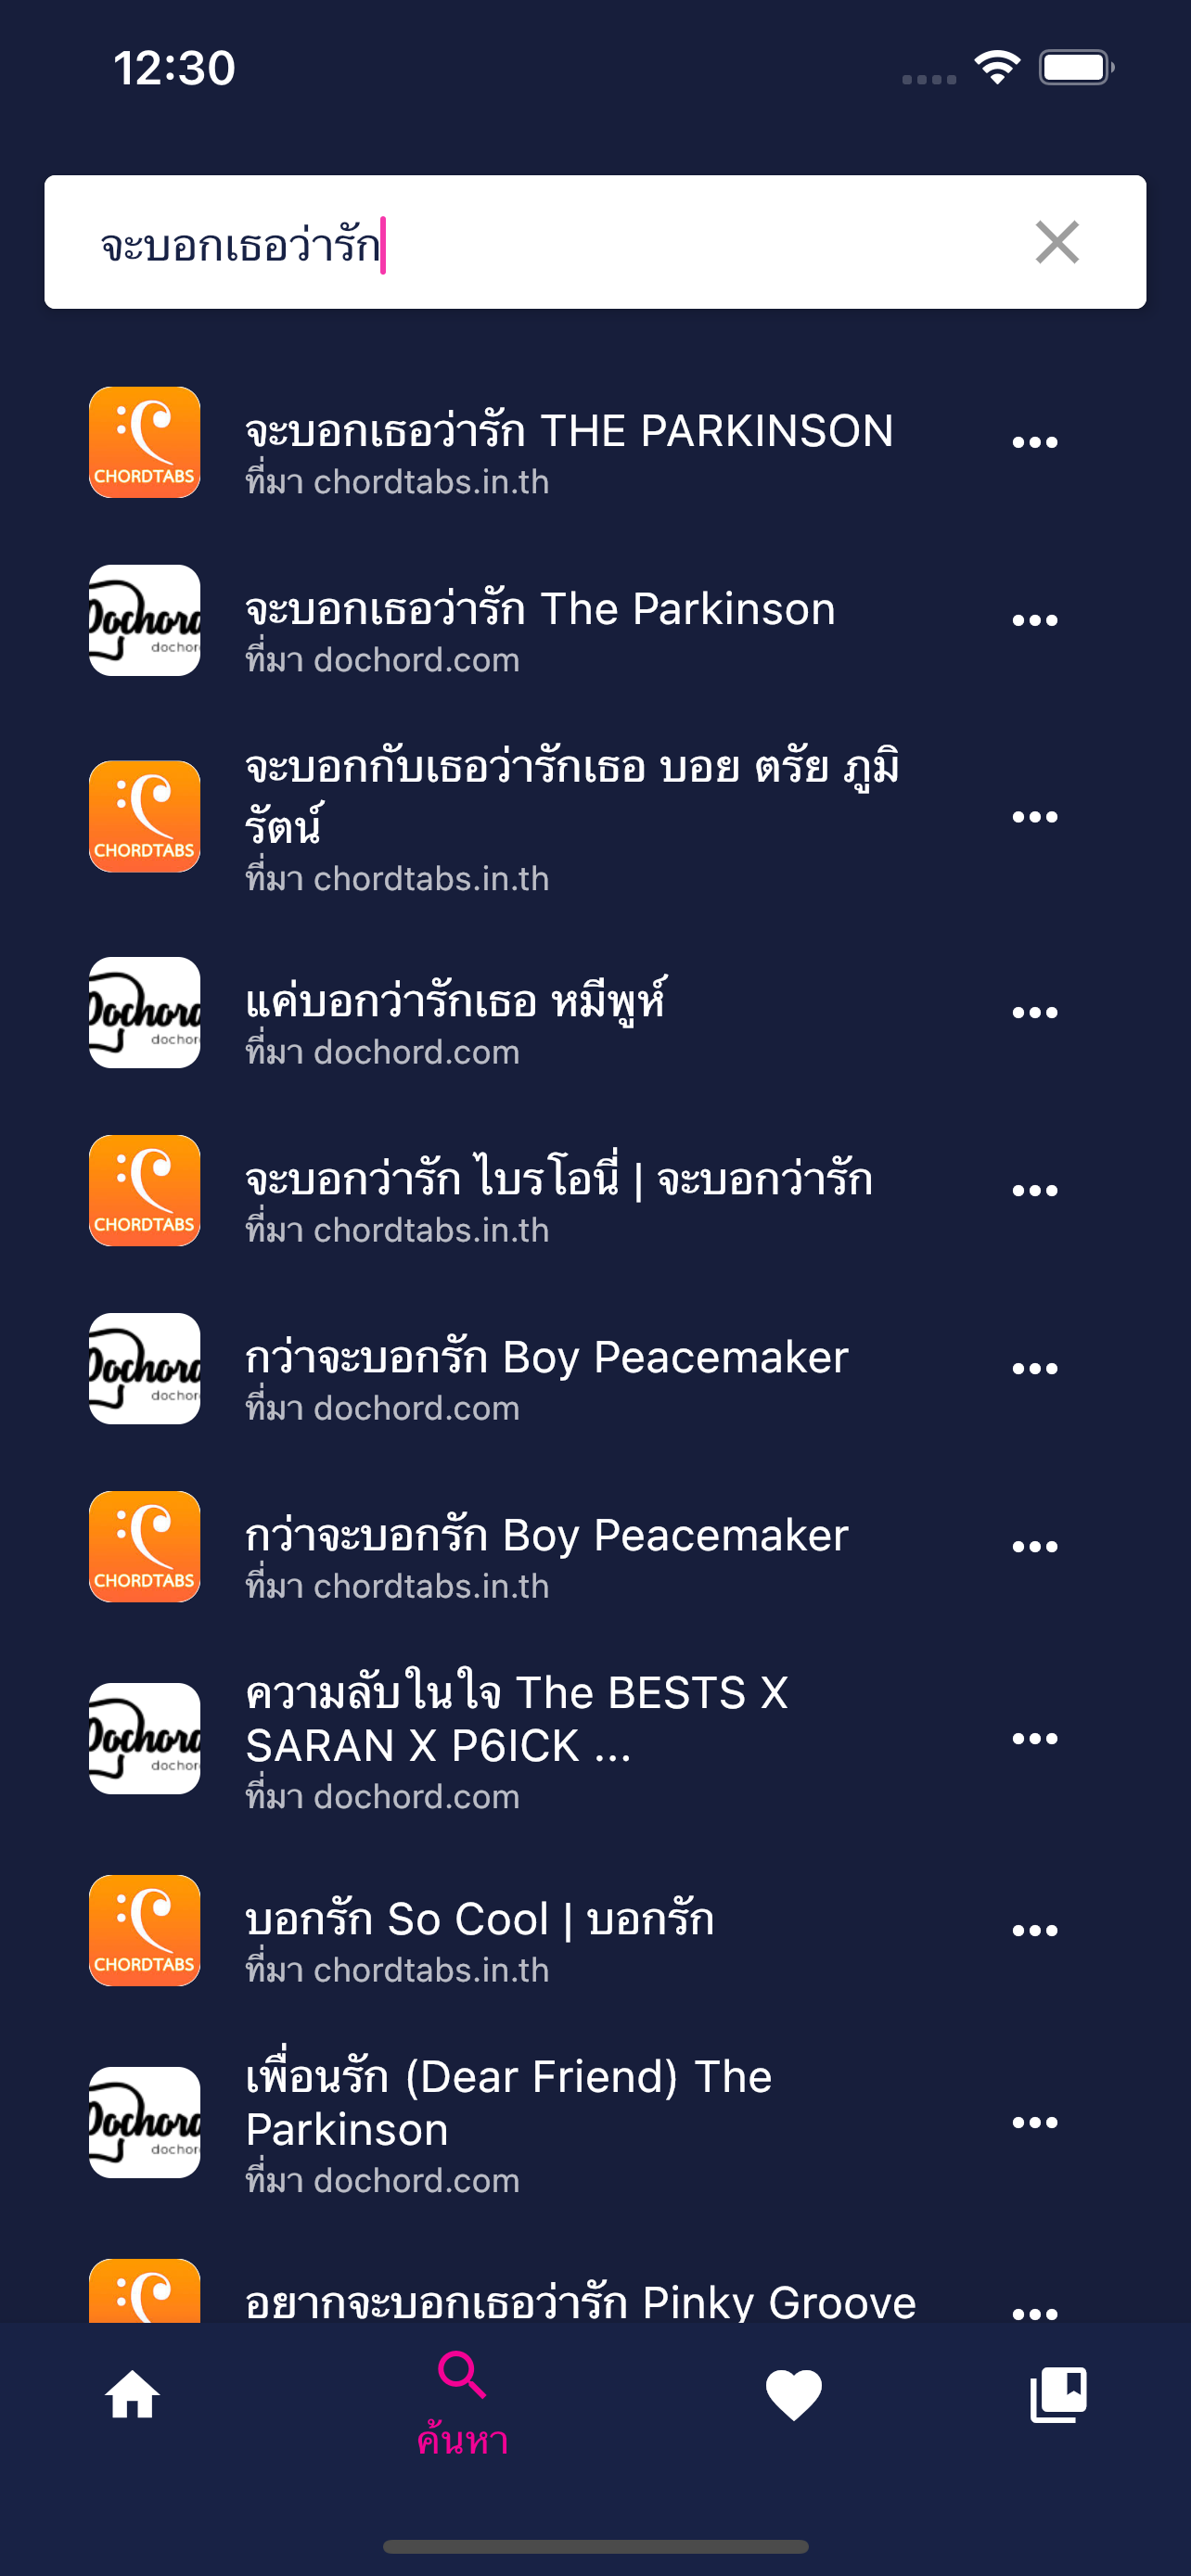 12:30
จะบอกเธอว่ารัก
CHORDTABS
จะบอกเธอว่ารัก THE PARKINSON
ที่มา chordtabs.in.th
Dochord
dochor
จะบอกเธอว่ารัก The Parkinson
ที่มา dochord.com
CHORDTABS
จะบอกกับเธอว่ารักเธอ บอย ตรัย ภูมิ
รัตน์
ที่มา chordtabs.in.th
Dochord
dochor
แค่บอกว่ารักเธอ หมีพูห์
ที่มา dochord.com
CHORDTABS
จะบอกว่ารัก ไบรโอนี่ | จะบอกว่ารัก
ที่มา chordtabs.in.th
Dochord
dochor
กว่าจะบอกรัก Boy Peacemaker
ที่มา dochord.com
CHORDTABS
กว่าจะบอกรัก Boy Peacemaker
ที่มา chordtabs.in.th
Dochord
dochor
ความลับในใจ The BESTS X
SARAN X P6ICK ...
ที่มา dochord.com
CHORDTABS
บอกรัก So Cool | บอกรัก
ที่มา chordtabs.in.th
Dochord
dochor
เพื่อนรัก (Dear Friend) The
Parkinson
ที่มา dochord.com
อยากจะบอกเธอว่ารัก Pinky Groove
ค้นหา